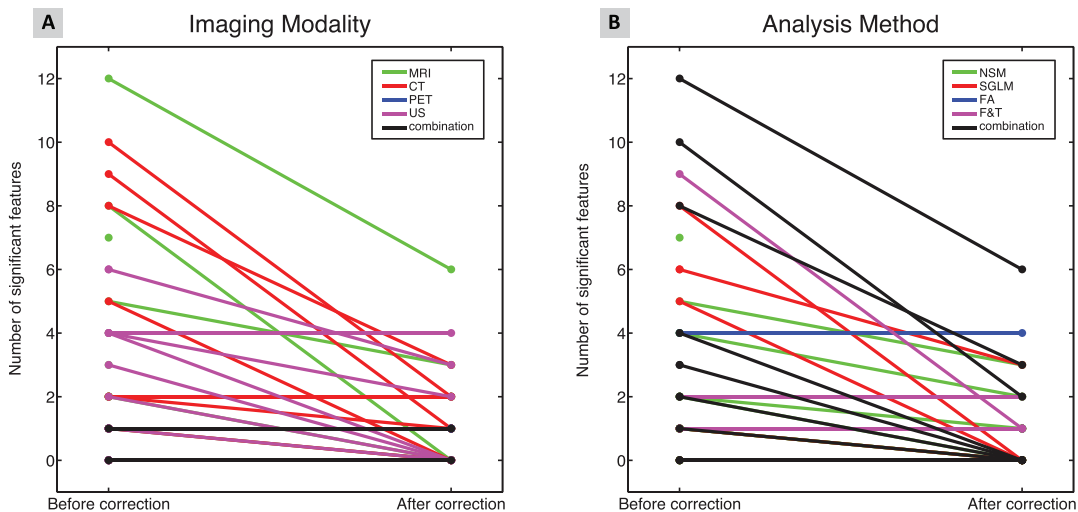 A
Imaging Modality
Number of significant features
12
10
8
6
4
2
0
MRI
CT
PET
US
combination
Before correction
After correction
B
Analysis Method
Number of significant features
12
10
8
6
4
2
0
NSM
SGLM
FA
F&T
combination
Before correction
After correction